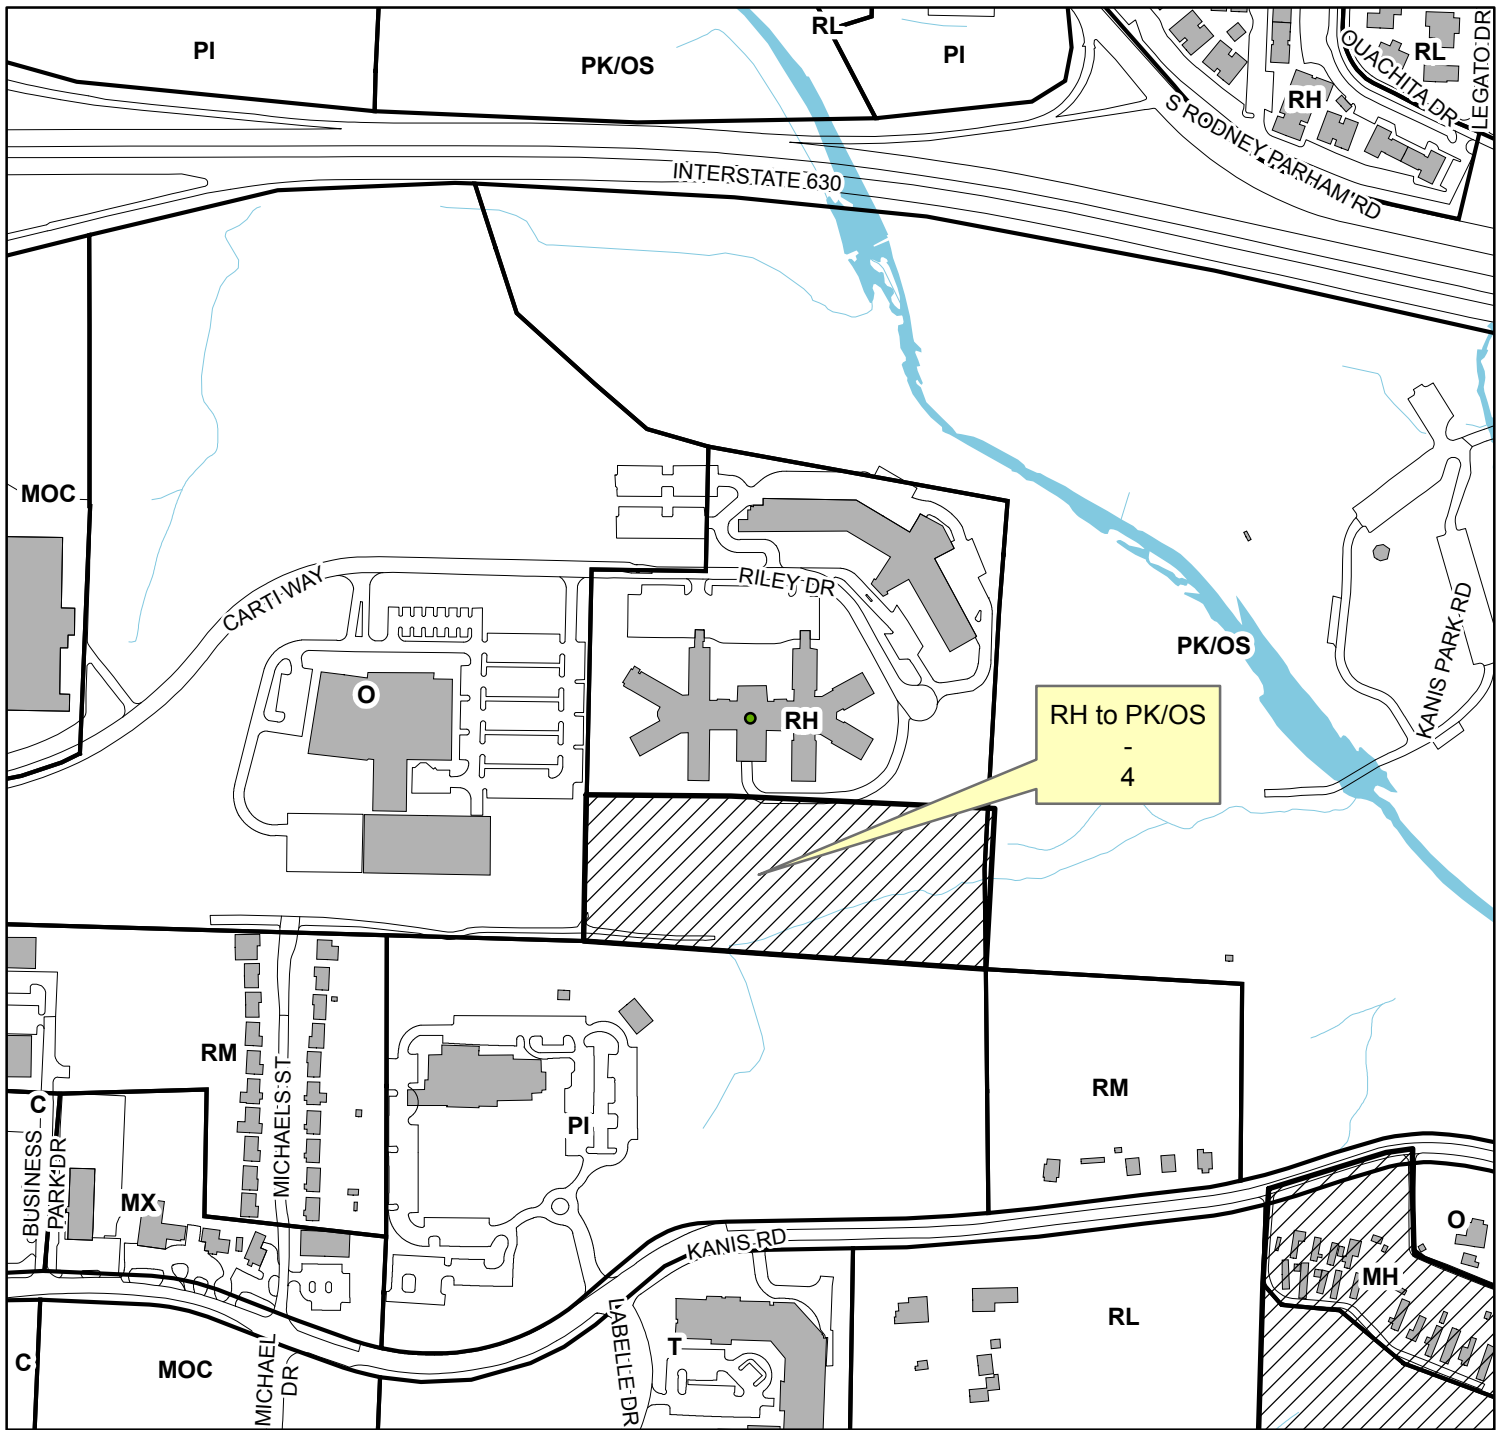 PI
PK/OS
RL
PI
RL
LEGATO DR
OUACHITA DR
RH
S RODNEY PARHAM RD
INTERSTATE 630
MOC
CARTI WAY
RILEY DR
O
RH
PK/OS
KANIS PARK RD
RH to PK/OS
-
4
RM
MICHAELS ST
C
BUSINESS
PARK DR
MX
PI
RM
KANIS RD
O
MH
RL
LABELLE DR
T
C
MOC
MICHAEL
DR